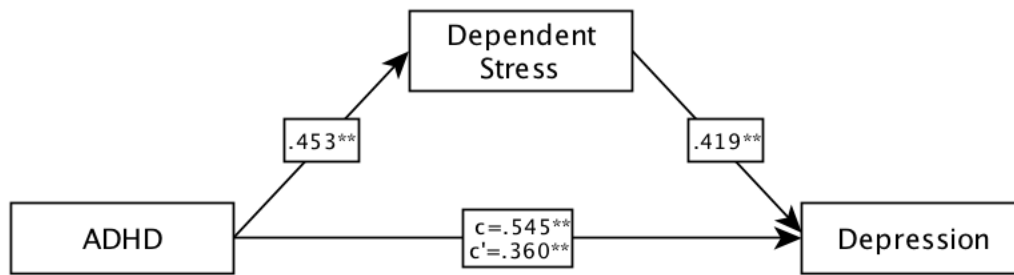 Dependent
Stress
.453**
.419**
ADHD
c=.545**
c'=.360**
Depression